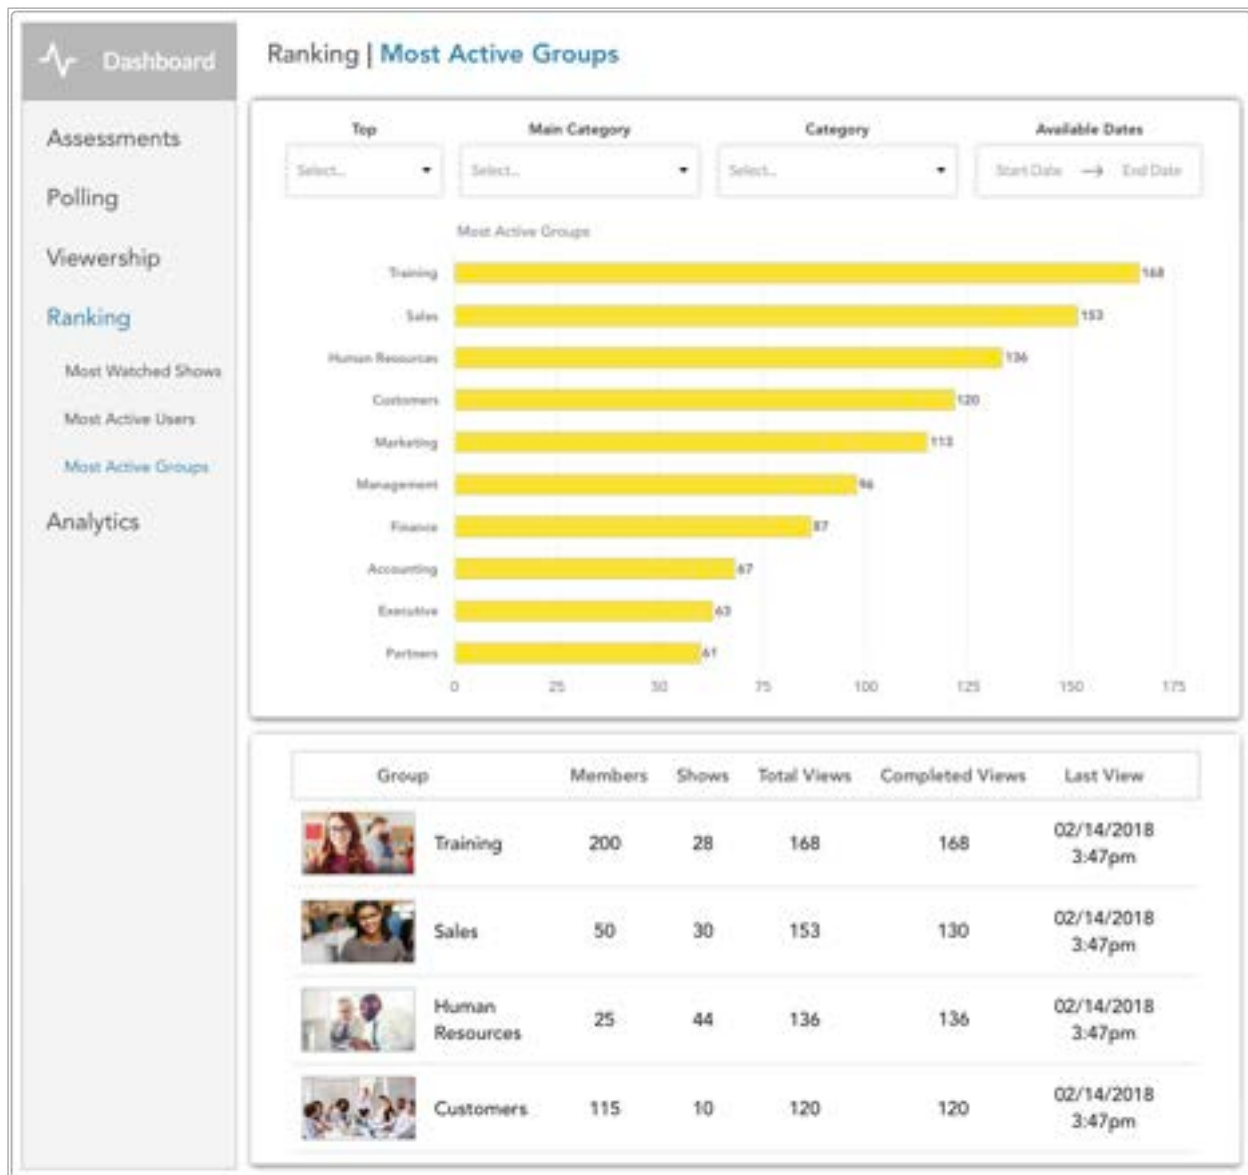 Dashboard
Ranking | Most Active Groups
Assessments
Polling
Viewership
Ranking
Most Watched Shows
Most Active Users
Most Active Groups
Analytics
Top
Main Category
Category
Available Dates
Select...
Select...
Select...
Start Date → End Date
Most Active Groups
Training 168
Sales 153
Human Resources 136
Customers 120
Marketing 113
Management 96
Finance 87
Accounting 67
Executive 63
Partners 61
0 25 50 75 100 125 150 175
Group Members Shows Total Views Completed Views Last View
Training 200 28 168 168 02/14/2018
3:47pm
Sales 50 30 153 130 02/14/2018
3:47pm
Human
Resources 25 44 136 136 02/14/2018
3:47pm
Customers 115 10 120 120 02/14/2018
3:47pm